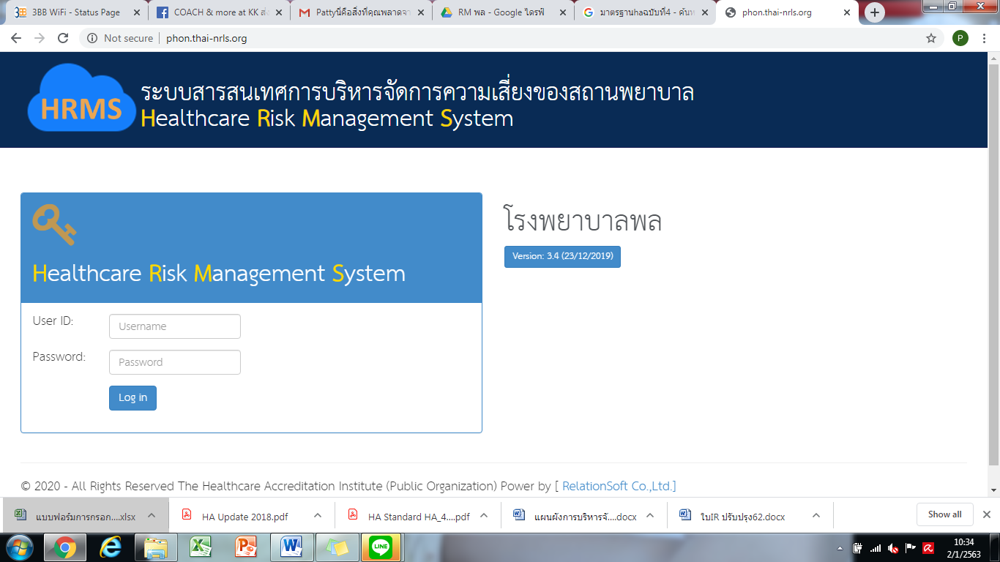 3BB WiFi - Status Page
COACH & more at KK ส่ง
Pattyนี่คือสิ่งที่คุณพลาดจา
RM พล - Google ไดรฟ์
มาตรฐานhaฉบับที่4 - ค้นห
phon.thai-nrls.org
Not secure
phon.thai-nrls.org
P
HRMS
ระบบสารสนเทศการบริหารจัดการความเสี่ยงของสถานพยาบาล
Healthcare Risk Management System
Healthcare Risk Management System
User ID:
Username
Password:
Password
Log in
โรงพยาบาลพล
Version: 3.4 (23/12/2019)
© 2020 - All Rights Reserved The Healthcare Accreditation Institute (Public Organization) Power by [ RelationSoft Co.,Ltd.]
แบบฟอร์มการกรอก....xlsx
HA Update 2018.pdf
HA Standard HA_4....pdf
แผนผังการบริหารจั....docx
ใบIR ปรับปรุง62.docx
Show all
LINE
10:34
2/1/2563